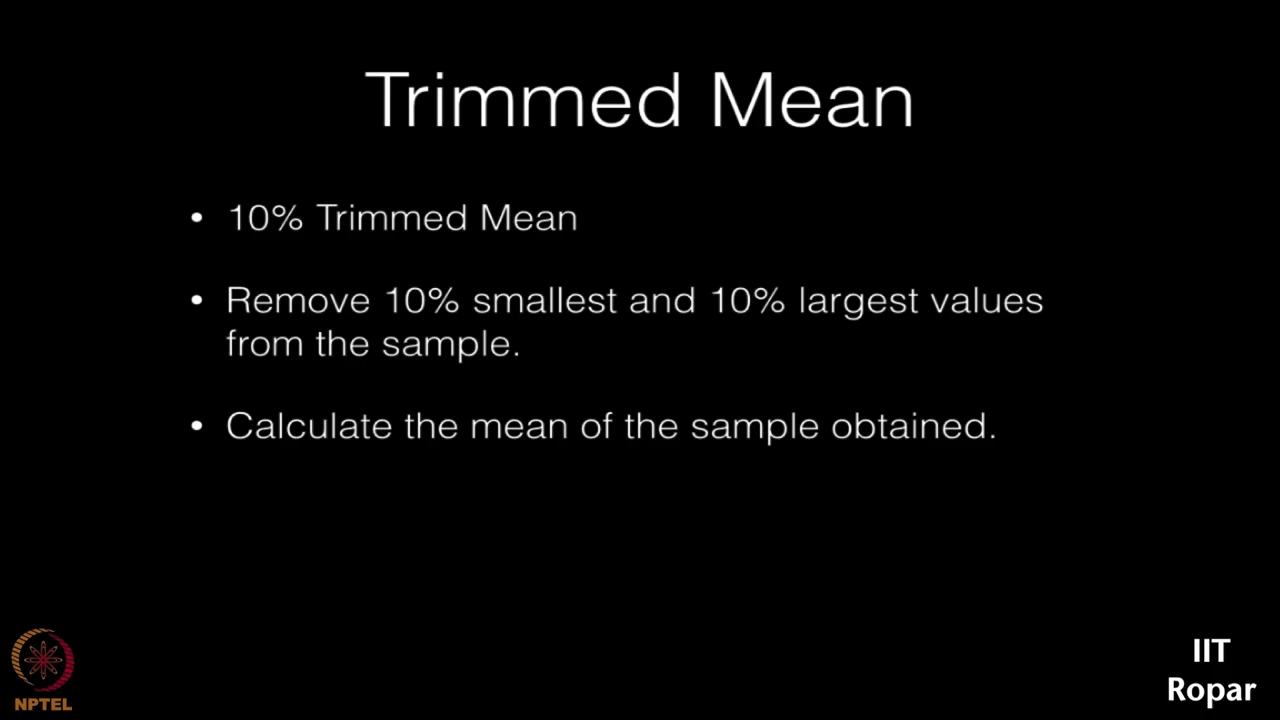 Trimmed Mean
• 10% Trimmed Mean
• Remove 10% smallest and 10% largest values
from the sample.
• Calculate the mean of the sample obtained.
NPTEL
IIT
Ropar